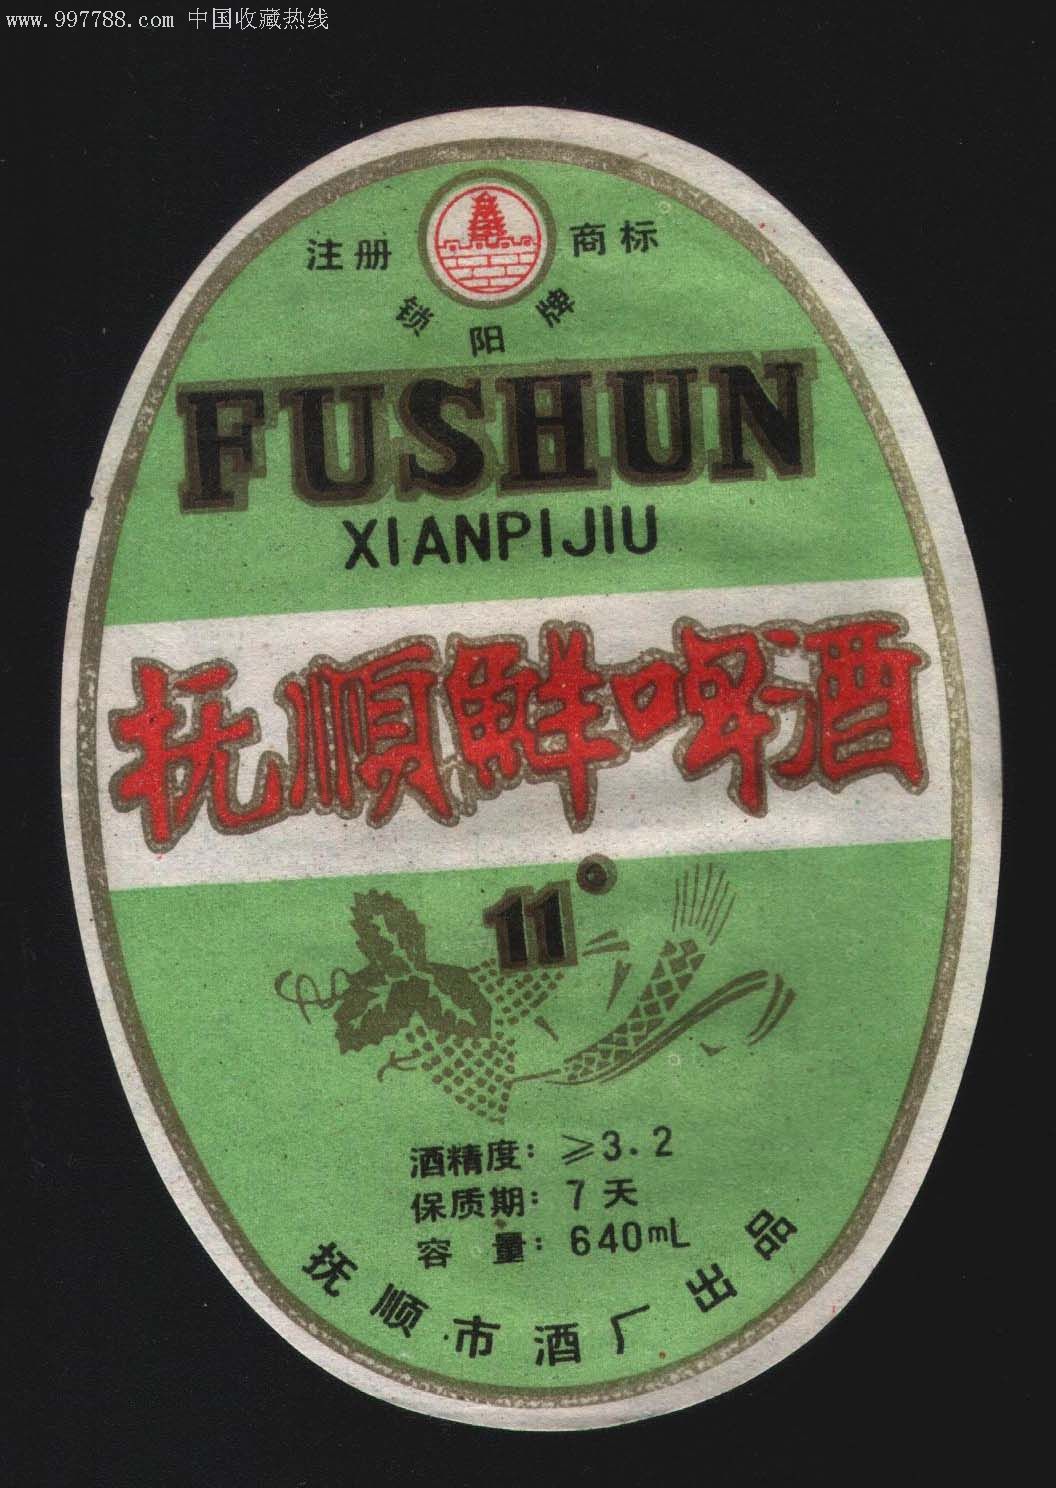 www.997788.com 中国收藏热线
注册 商标
锁阳牌
FUSHUN
XIANPIJIU
抚順鲜啤酒
11°
酒精度: ≥3.2
保质期: 7天
容量: 640mL
抚顺市酒厂出品